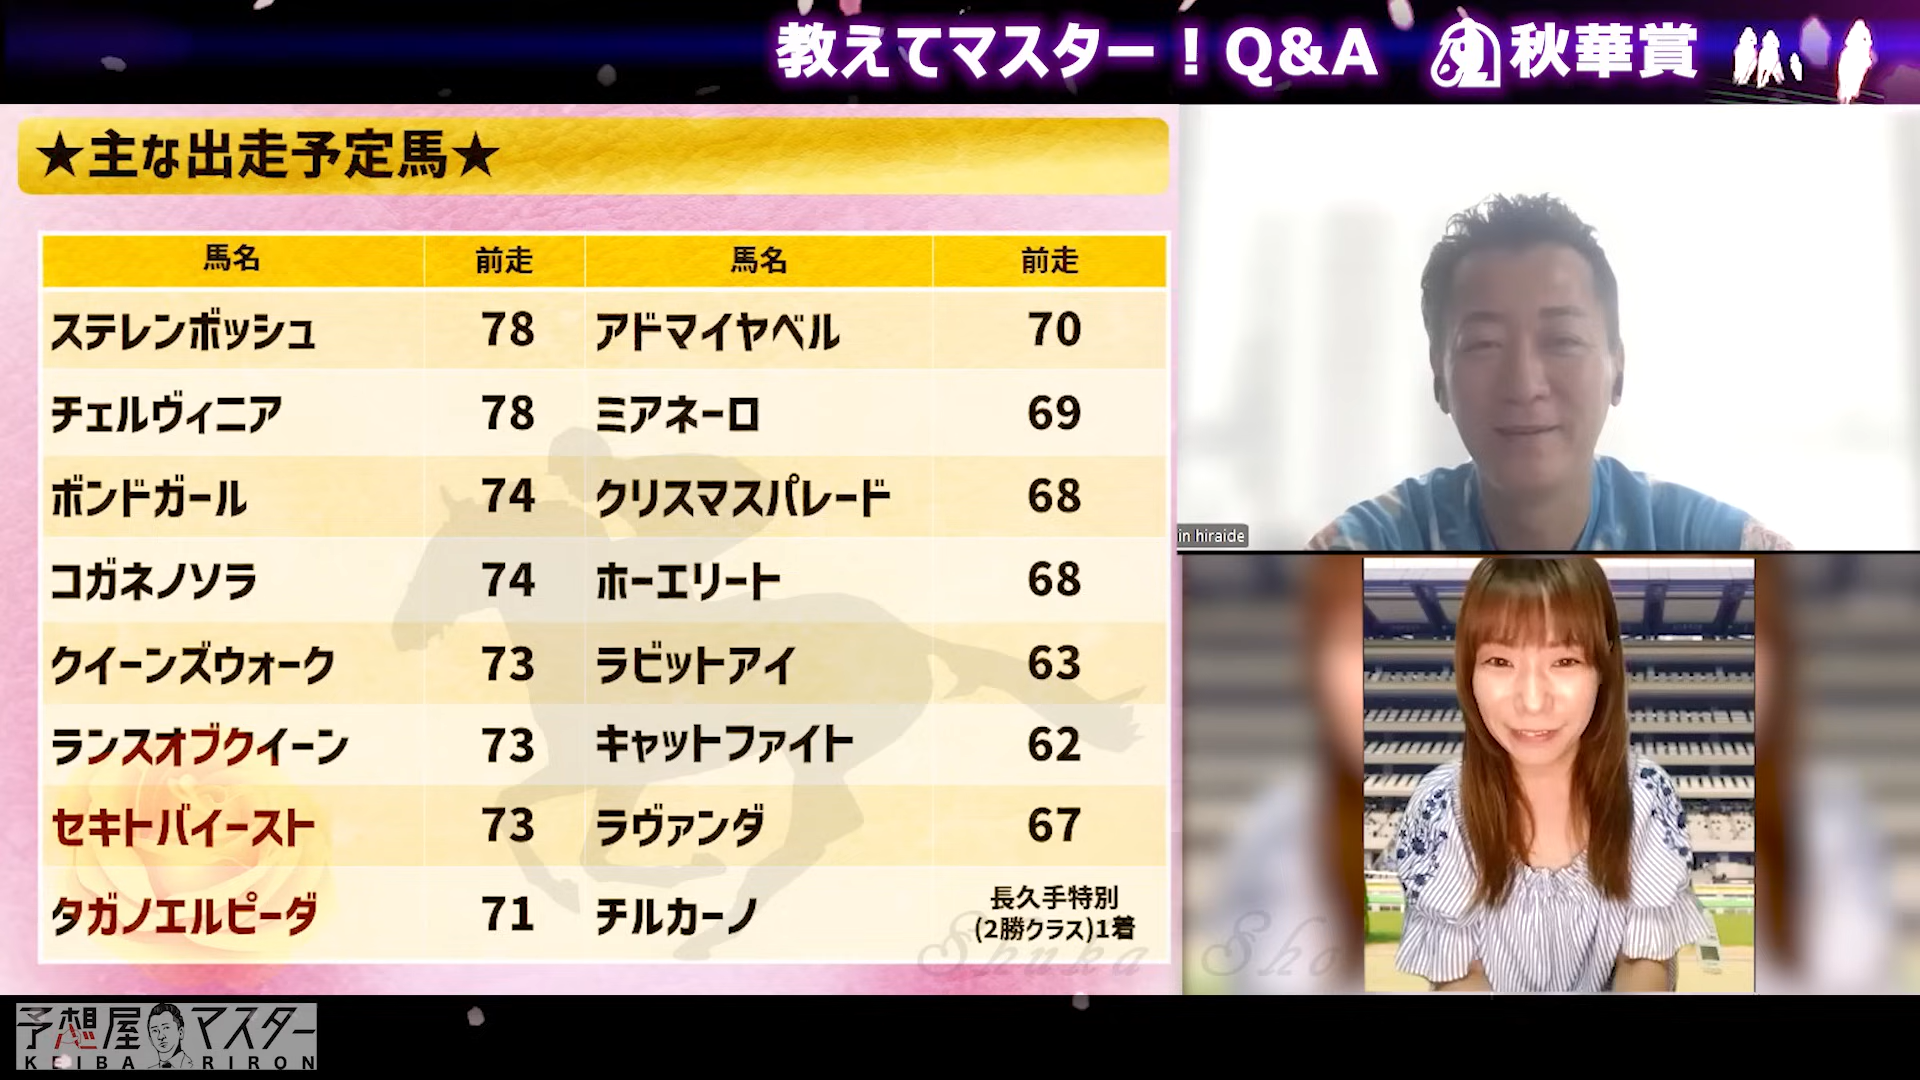 教えてマスター！Q&A 秋華賞
★主な出走予定馬★
馬名 前走 馬名 前走
ステレンボッシュ 78 アドマイヤベル 70
チェルヴィニア 78 ミアネーロ 69
ボンドガール 74 クリスマスパレード 68
コガネノソラ 74 ホーエリート 68
クイーンズウォーク 73 ラビットアイ 63
ランスオブクイーン 73 キャットファイト 62
セキトバイースト 73 ラヴァンダ 67
タガノエルピーダ 71 チルカーノ 長久手特別
(2勝クラス)1着
in hiraide
Shuka Sho
予想屋マスター
KEIBA RIRON